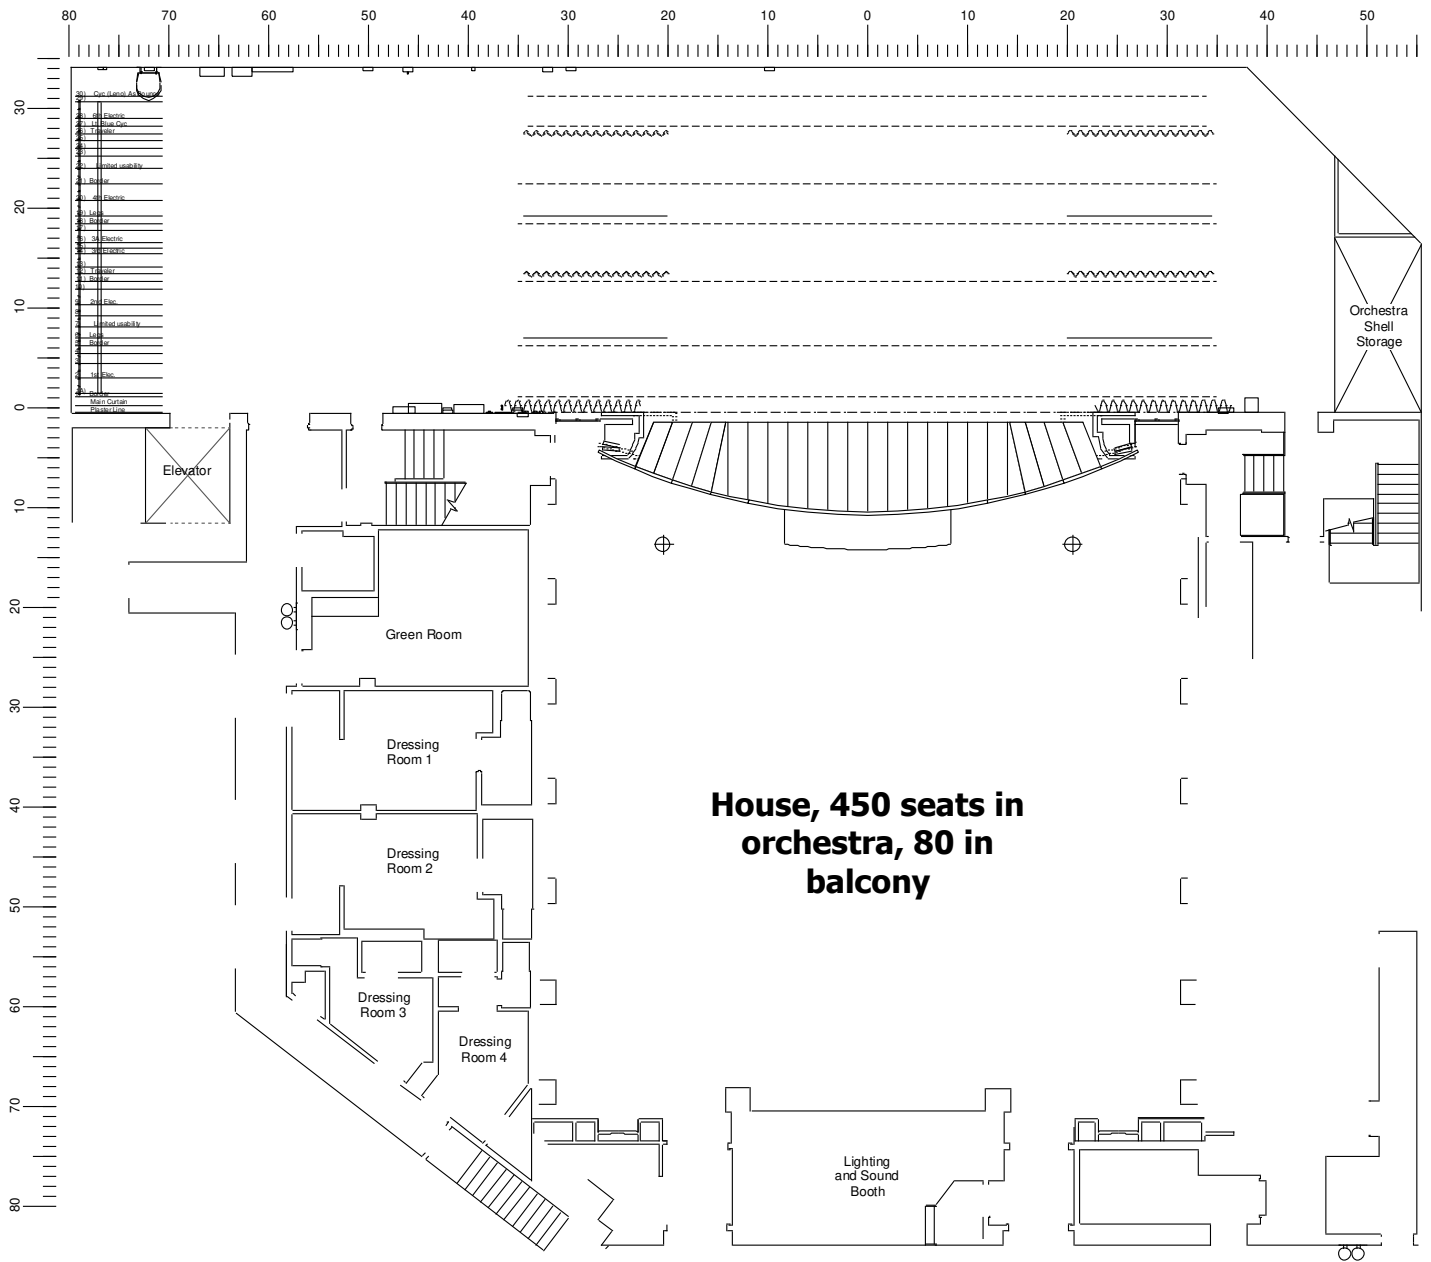 80 70 60 50 40 30 20 10 0 10 20 30 40 50
30
20
10
0
10
20
30
40
50
60
70
80
30) Cyc (Leno) As Bounce
6th Electric
Lt. Blue Cyc
Traveler
Limited usability
Border
4th Electric
Legs
Border
3A Electric
3rd Electric
Traveler
Border
2nd Elec.
Limited usability
Legs
Border
1st Elec.
Border
Main Curtain
Plaster Line
Orchestra
Shell
Storage
Elevator
Green Room
Dressing
Room 1
House, 450 seats in
orchestra, 80 in
balcony
Dressing
Room 2
Dressing
Room 3
Dressing
Room 4
Lighting
and Sound
Booth